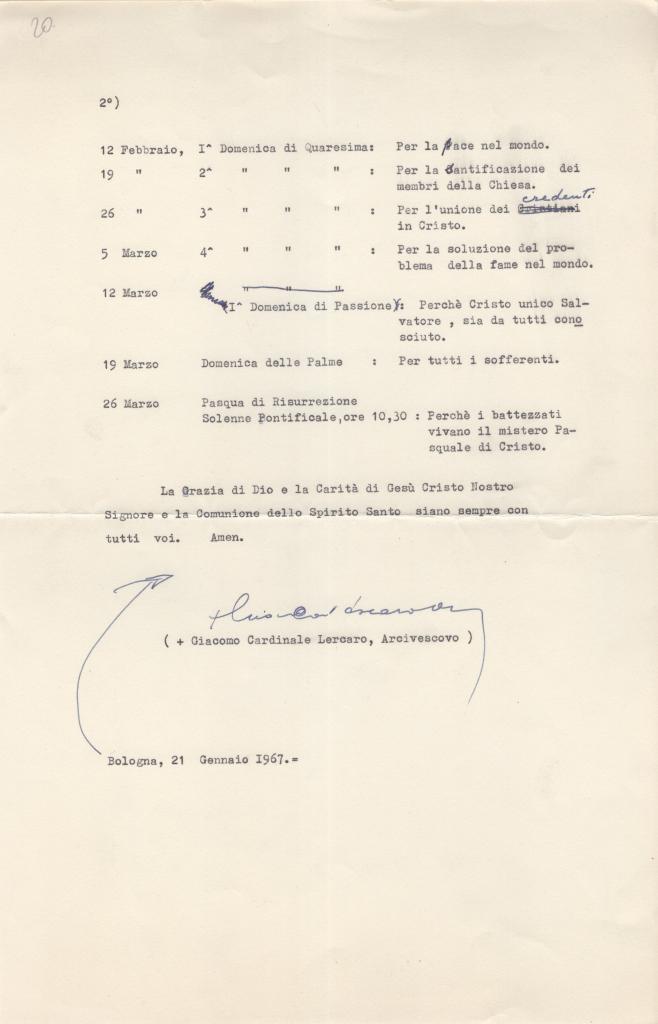 20
2°)
12 Febbraio, I^ Domenica di Quaresima: Per la pace nel mondo.
19 " 2^ " " " : Per la santificazione dei
membri della Chiesa.
credenti
26 " 3^ " " " : Per l'unione dei Cristiani
in Cristo.
5 Marzo 4^ " " " : Per la soluzione del pro-
blema della fame nel mondo.
12 Marzo " " "
(I^ Domenica di Passione): Perchè Cristo unico Sal-
vatore , sia da tutti cono
sciuto.
19 Marzo Domenica delle Palme : Per tutti i sofferenti.
26 Marzo Pasqua di Risurrezione
Solenne Pontificale,ore 10,30 : Perchè i battezzati
vivano il mistero Pa-
squale di Cristo.
La Grazia di Dio e la Carità di Gesù Cristo Nostro
Signore e la Comunione dello Spirito Santo siano sempre con
tutti voi. Amen.
( + Giacomo Cardinale Lercaro, Arcivescovo )
Bologna, 21 Gennaio 1967.=